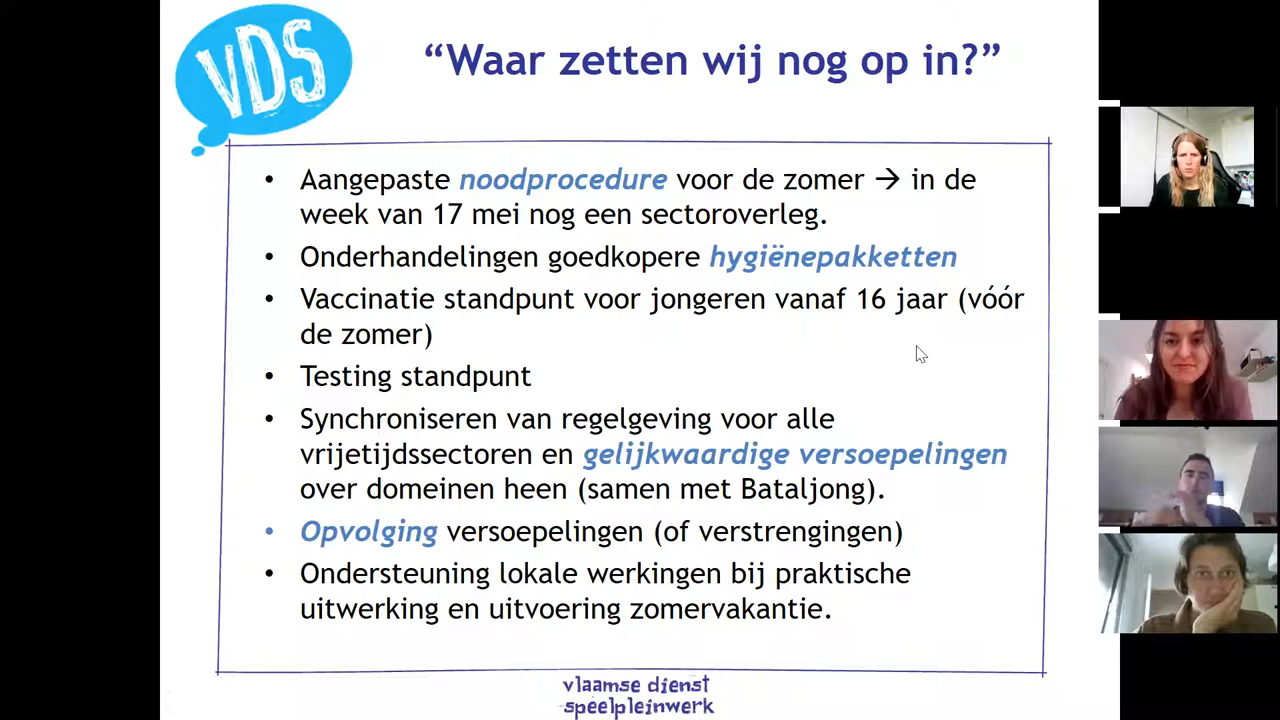 VDS
“Waar zetten wij nog op in?”
• Aangepaste noodprocedure voor de zomer → in de
week van 17 mei nog een sectoroverleg.
• Onderhandelingen goedkopere hygiënepakketten
• Vaccinatie standpunt voor jongeren vanaf 16 jaar (vóór
de zomer)
• Testing standpunt
• Synchroniseren van regelgeving voor alle
vrijetijdssectoren en gelijkwaardige versoepelingen
over domeinen heen (samen met Bataljong).
• Opvolging versoepelingen (of verstrengingen)
• Ondersteuning lokale werkingen bij praktische
uitwerking en uitvoering zomervakantie.
vlaamse dienst
speelpleinwerk